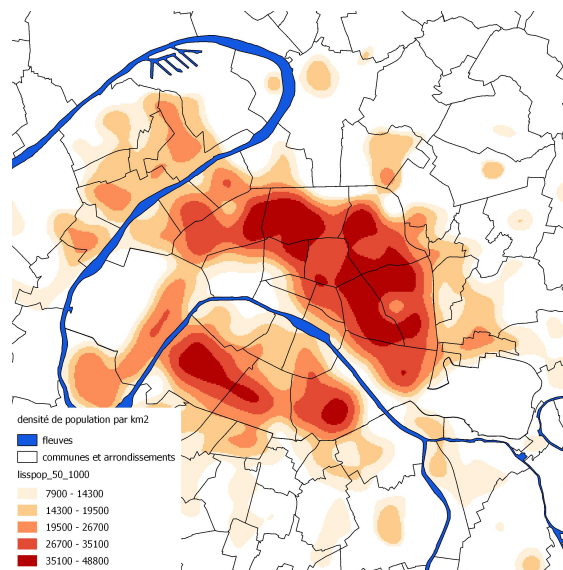 densité de population par km2
fleuves
communes et arrondissements
lisspop_50_1000
7900 - 14300
14300 - 19500
19500 - 26700
26700 - 35100
35100 - 48800